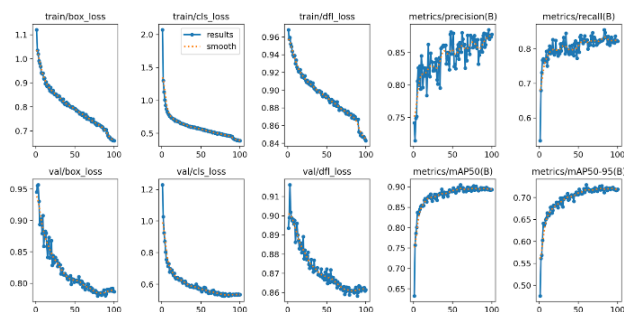 train/box_loss
train/cls_loss
train/dfl_loss
metrics/precision(B)
metrics/recall(B)
1.1
1.0
0.9
0.8
0.7
0 50 100
2.0
1.5
1.0
0.5
0 50 100
results
smooth
0.96
0.94
0.92
0.90
0.88
0.86
0.84
0 50 100
0.85
0.80
0.75
0 50 100
0.8
0.7
0.6
0 50 100
val/box_loss
val/cls_loss
val/dfl_loss
metrics/mAP50(B)
metrics/mAP50-95(B)
0.95
0.90
0.85
0.80
0 50 100
1.2
1.0
0.8
0.6
0 50 100
0.91
0.90
0.89
0.88
0.87
0.86
0 50 100
0.90
0.85
0.80
0.75
0.70
0.65
0 50 100
0.70
0.65
0.60
0.55
0.50
0 50 100